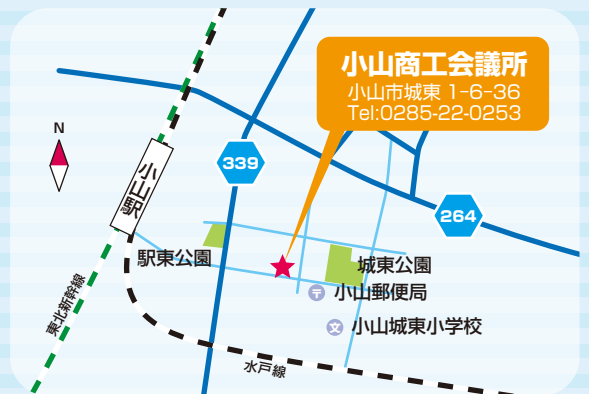 小山商工会議所
小山市城東 1-6-36
Tel:0285-22-0253
N
339
小山駅
264
駅東公園
城東公園
〒 小山郵便局
文 小山城東小学校
東北新幹線
水戸線